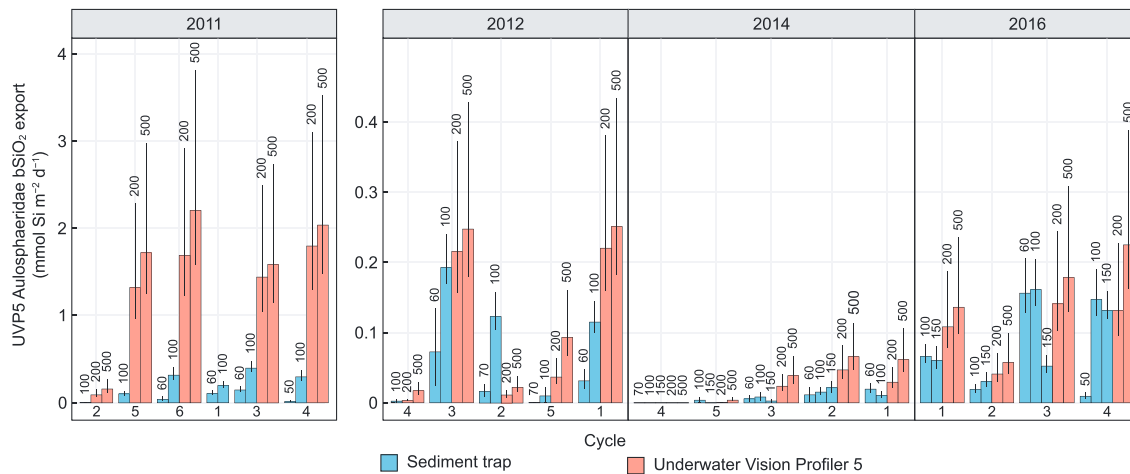 2011
2012
2014
2016
UVP5 Aulosphaeridae bSiO₂ export
(mmol Si m⁻² d⁻¹)
4
3
2
1
0
100 200 500
100 200 500
60 100 200 500
60 100
60 100 200 500
50 100 200 500
2 5 6 1 3 4
0.4
0.3
0.2
0.1
0
100 200 500
60 100 200 500
70 100 200 500
70 100 200 500
60 100 200 500
4 3 2 5 1
70 100 150 200 500
100 150 200 500
60 100 150 200 500
60 100 150 200 500
60 100 200 500
4 5 3 2 1
100 150 200 500
100 150 200 500
60 100 150 200 500
50 100 150 200 500
1 2 3 4
Cycle
Sediment trap
Underwater Vision Profiler 5